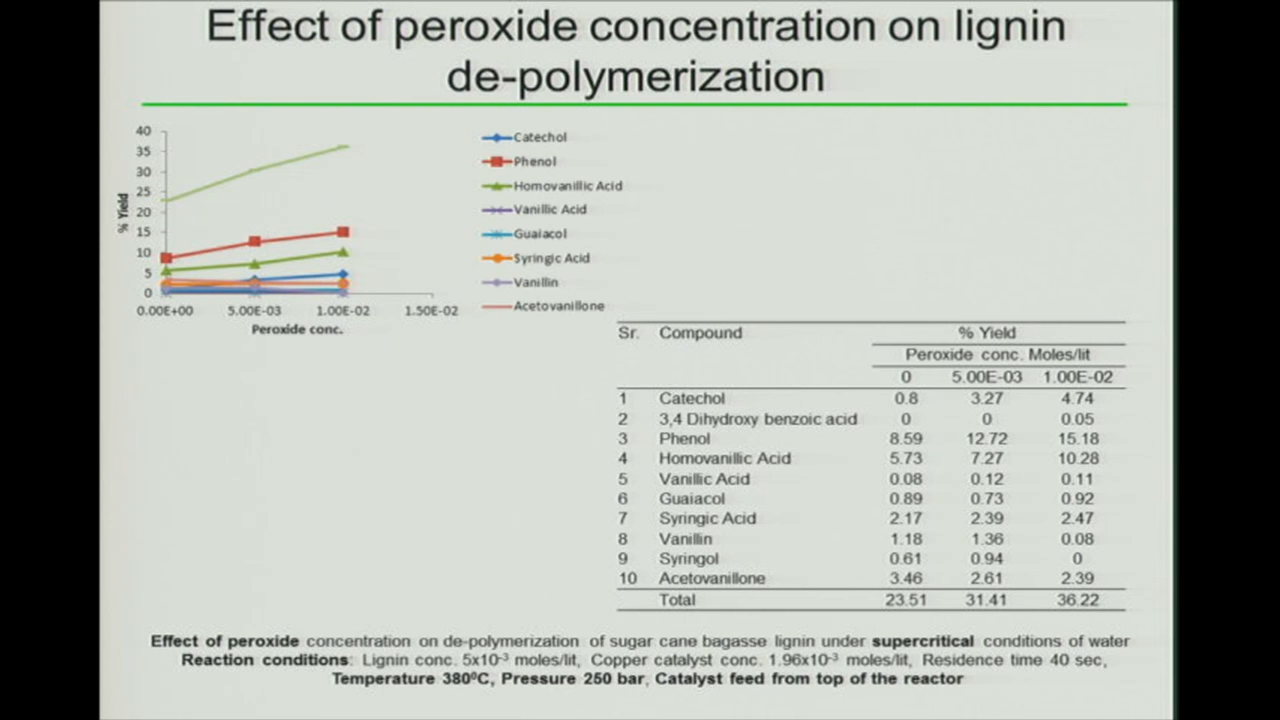 Effect of peroxide concentration on lignin
de-polymerization
40
35
30
25
20
15
10
5
0
% Yield
0.00E+00 5.00E-03 1.00E-02 1.50E-02
Peroxide conc.
Catechol
Phenol
Homovanillic Acid
Vanillic Acid
Guaiacol
Syringic Acid
Vanillin
Acetovanillone
Sr. Compound % Yield
Peroxide conc. Moles/lit
0 5.00E-03 1.00E-02
1 Catechol 0.8 3.27 4.74
2 3,4 Dihydroxy benzoic acid 0 0 0.05
3 Phenol 8.59 12.72 15.18
4 Homovanillic Acid 5.73 7.27 10.28
5 Vanillic Acid 0.08 0.12 0.11
6 Guaiacol 0.89 0.73 0.92
7 Syringic Acid 2.17 2.39 2.47
8 Vanillin 1.18 1.36 0.08
9 Syringol 0.61 0.94 0
10 Acetovanillone 3.46 2.61 2.39
Total 23.51 31.41 36.22
Effect of peroxide concentration on de-polymerization of sugar cane bagasse lignin under supercritical conditions of water
Reaction conditions: Lignin conc. 5x10⁻³ moles/lit, Copper catalyst conc. 1.96x10⁻³ moles/lit, Residence time 40 sec,
Temperature 380⁰C, Pressure 250 bar, Catalyst feed from top of the reactor